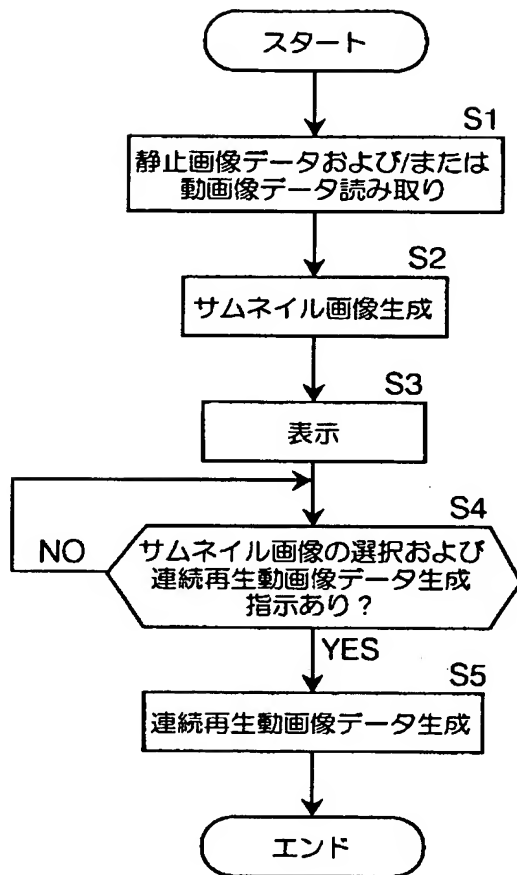 スタート
S1
静止画像データおよび/または
動画像データ読み取り
S2
サムネイル画像生成
S3
表示
S4
NO
サムネイル画像の選択および
連続再生動画像データ生成
指示あり?
YES
S5
連続再生動画像データ生成
エンド